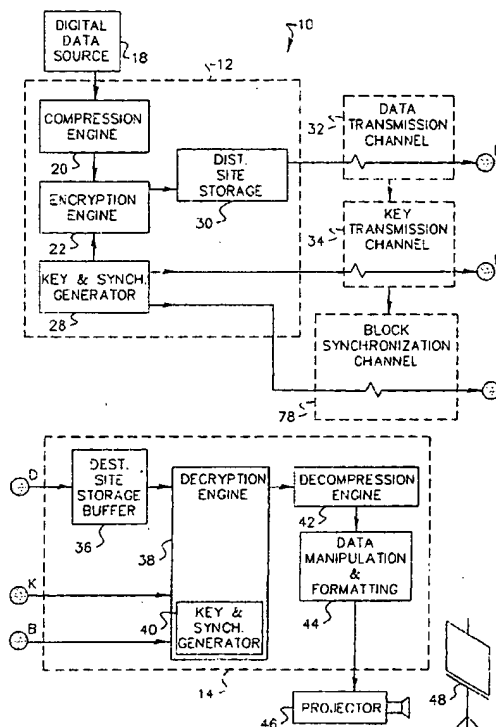 DIGITAL
DATA
SOURCE
18
10
12
COMPRESSION
ENGINE
20
ENCRYPTION
ENGINE
22
KEY & SYNCH.
GENERATOR
28
DIST.
SITE
STORAGE
30
DATA
TRANSMISSION
CHANNEL
32
KEY
TRANSMISSION
CHANNEL
34
BLOCK
SYNCHRONIZATION
CHANNEL
78
D
DEST.
SITE
STORAGE
BUFFER
36
DECRYPTION
ENGINE
38
K
B
40
KEY &
SYNCH.
GENERATOR
DECOMPRESSION
ENGINE
42
DATA
MANIPULATION
&
FORMATTING
44
14
PROJECTOR
46
48